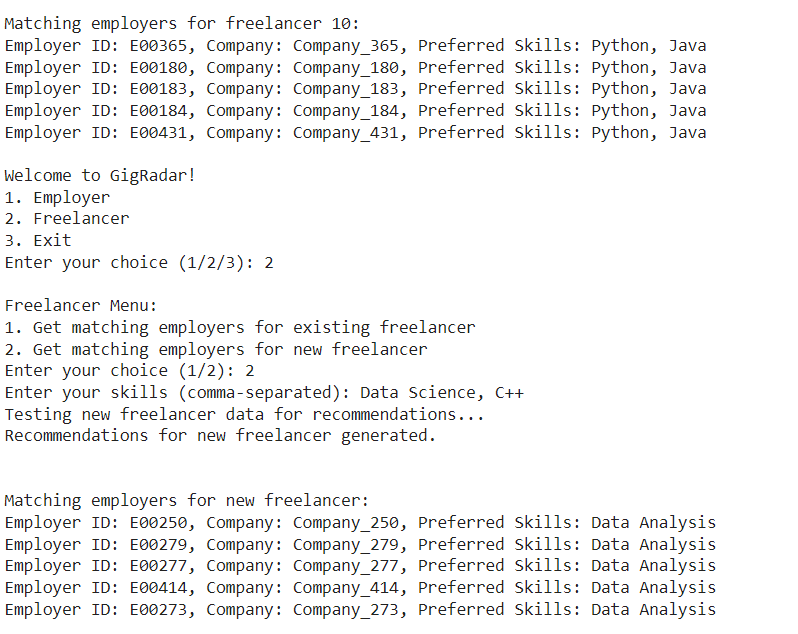 Matching employers for freelancer 10:
Employer ID: E00365, Company: Company_365, Preferred Skills: Python, Java
Employer ID: E00180, Company: Company_180, Preferred Skills: Python, Java
Employer ID: E00183, Company: Company_183, Preferred Skills: Python, Java
Employer ID: E00184, Company: Company_184, Preferred Skills: Python, Java
Employer ID: E00431, Company: Company_431, Preferred Skills: Python, Java
Welcome to GigRadar!
1. Employer
2. Freelancer
3. Exit
Enter your choice (1/2/3): 2
Freelancer Menu:
1. Get matching employers for existing freelancer
2. Get matching employers for new freelancer
Enter your choice (1/2): 2
Enter your skills (comma-separated): Data Science, C++
Testing new freelancer data for recommendations...
Recommendations for new freelancer generated.
Matching employers for new freelancer:
Employer ID: E00250, Company: Company_250, Preferred Skills: Data Analysis
Employer ID: E00279, Company: Company_279, Preferred Skills: Data Analysis
Employer ID: E00277, Company: Company_277, Preferred Skills: Data Analysis
Employer ID: E00414, Company: Company_414, Preferred Skills: Data Analysis
Employer ID: E00273, Company: Company_273, Preferred Skills: Data Analysis